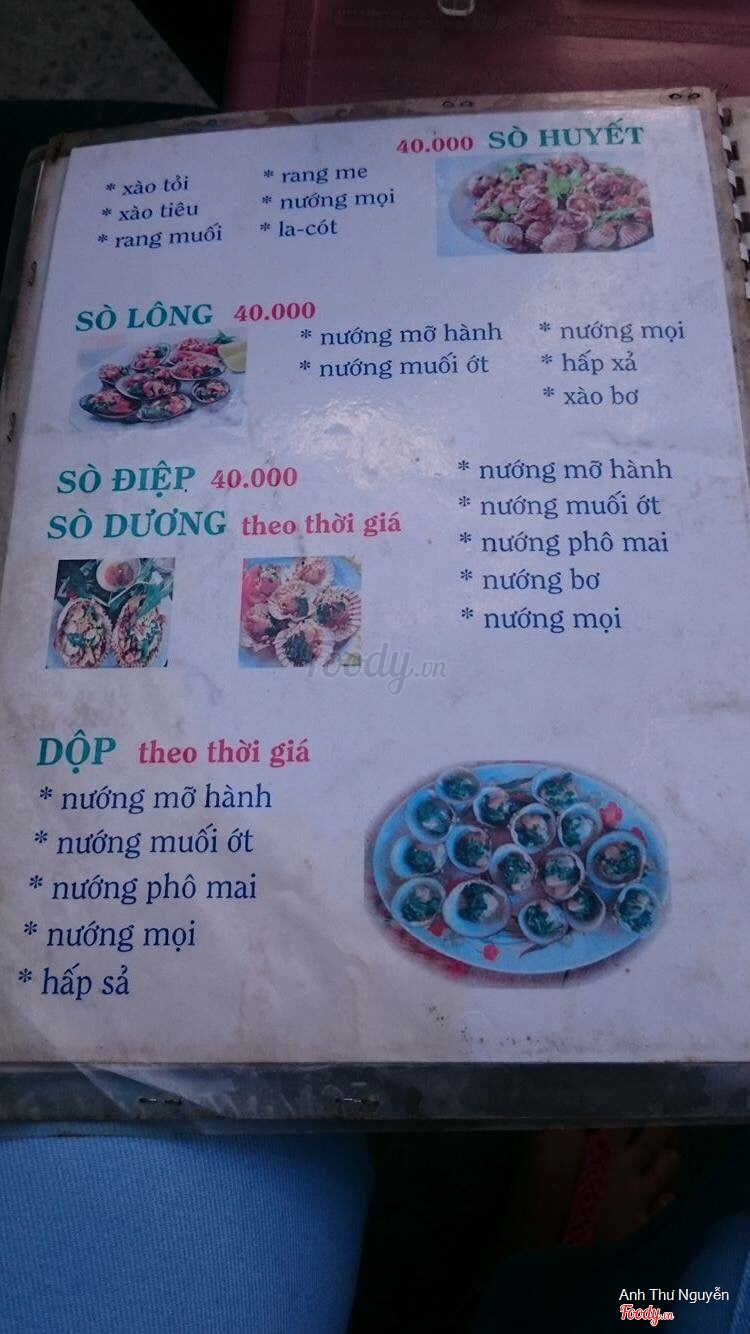 40.000 SÒ HUYẾT
* xào tỏi
* xào tiêu
* rang muối
* rang me
* nướng mọi
* la-cót
SÒ LÔNG 40.000
* nướng mỡ hành
* nướng muối ớt
* nướng mọi
* hấp xả
* xào bơ
SÒ ĐIỆP 40.000
SÒ DƯƠNG theo thời giá
* nướng mỡ hành
* nướng muối ớt
* nướng phô mai
* nướng bơ
* nướng mọi
Foody.vn
DỘP theo thời giá
* nướng mỡ hành
* nướng muối ớt
* nướng phô mai
* nướng mọi
* hấp sả
Anh Thư Nguyễn
Foody.vn